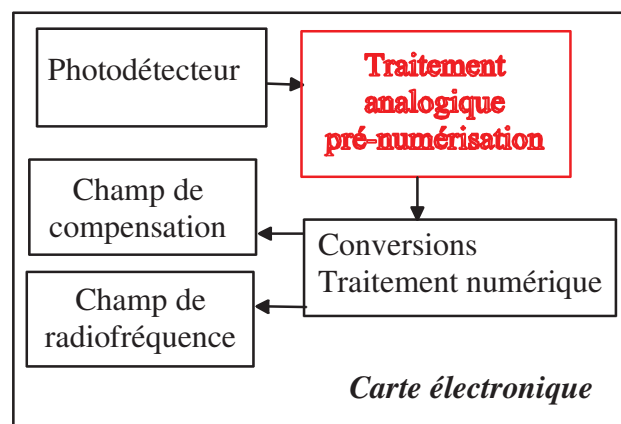 Photodétecteur
Traitement
analogique
pré-numérisation
Champ de
compensation
Conversions
Traitement numérique
Champ de
radiofréquence
Carte électronique